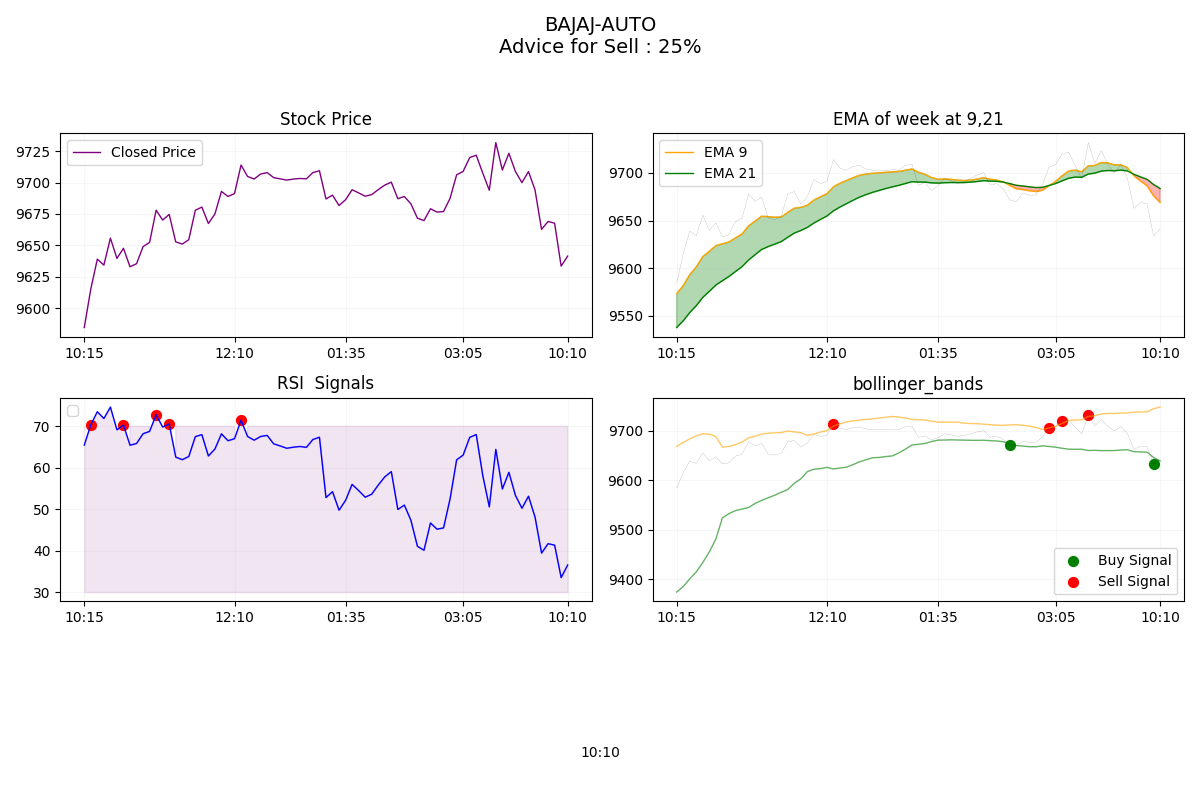 BAJAJ-AUTO
Advice for Sell : 25%
Stock Price
Closed Price
9725
9700
9675
9650
9625
9600
10:15 12:10 01:35 03:05 10:10
EMA of week at 9,21
EMA 9
EMA 21
9700
9650
9600
9550
10:15 12:10 01:35 03:05 10:10
RSI  Signals
70
60
50
40
30
10:15 12:10 01:35 03:05 10:10
bollinger_bands
9700
9600
9500
9400
Buy Signal
Sell Signal
10:15 12:10 01:35 03:05 10:10
10:10